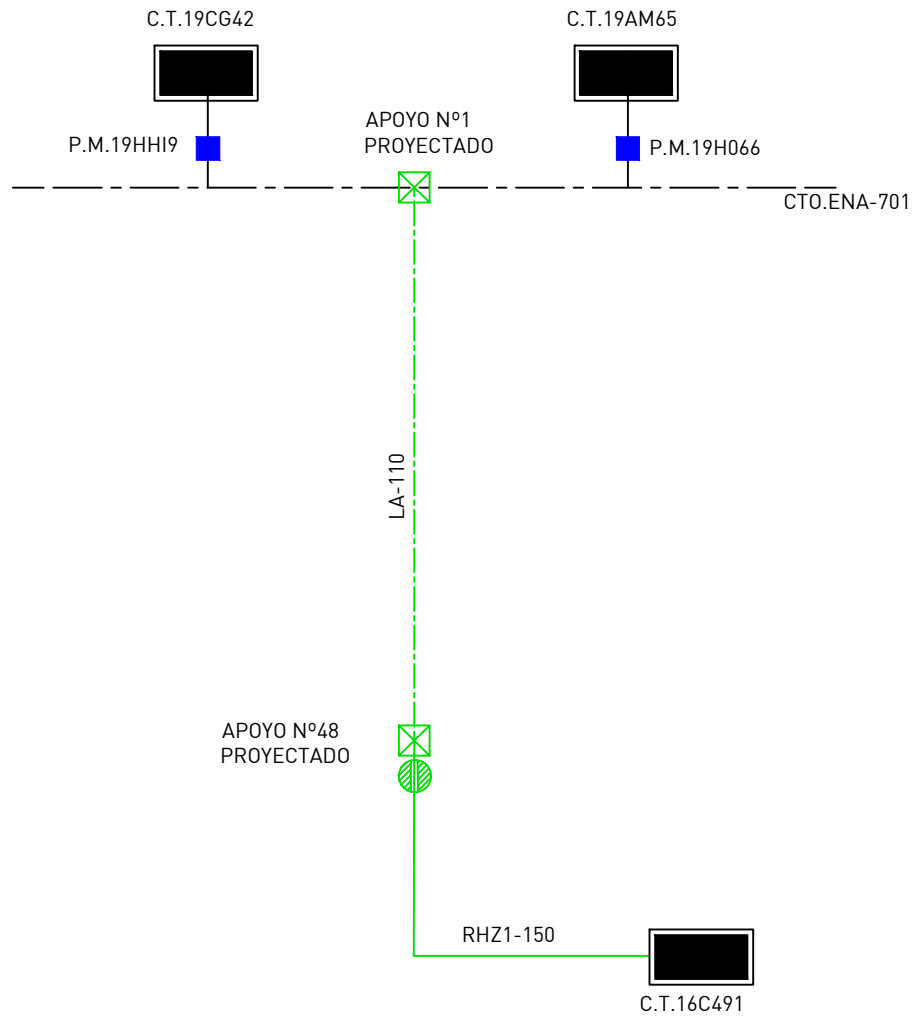 C.T.19CG42
C.T.19AM65
APOYO Nº1
PROYECTADO
P.M.19HHI9
P.M.19H066
CTO.ENA-701
LA-110
APOYO Nº48
PROYECTADO
RHZ1-150
C.T.16C491